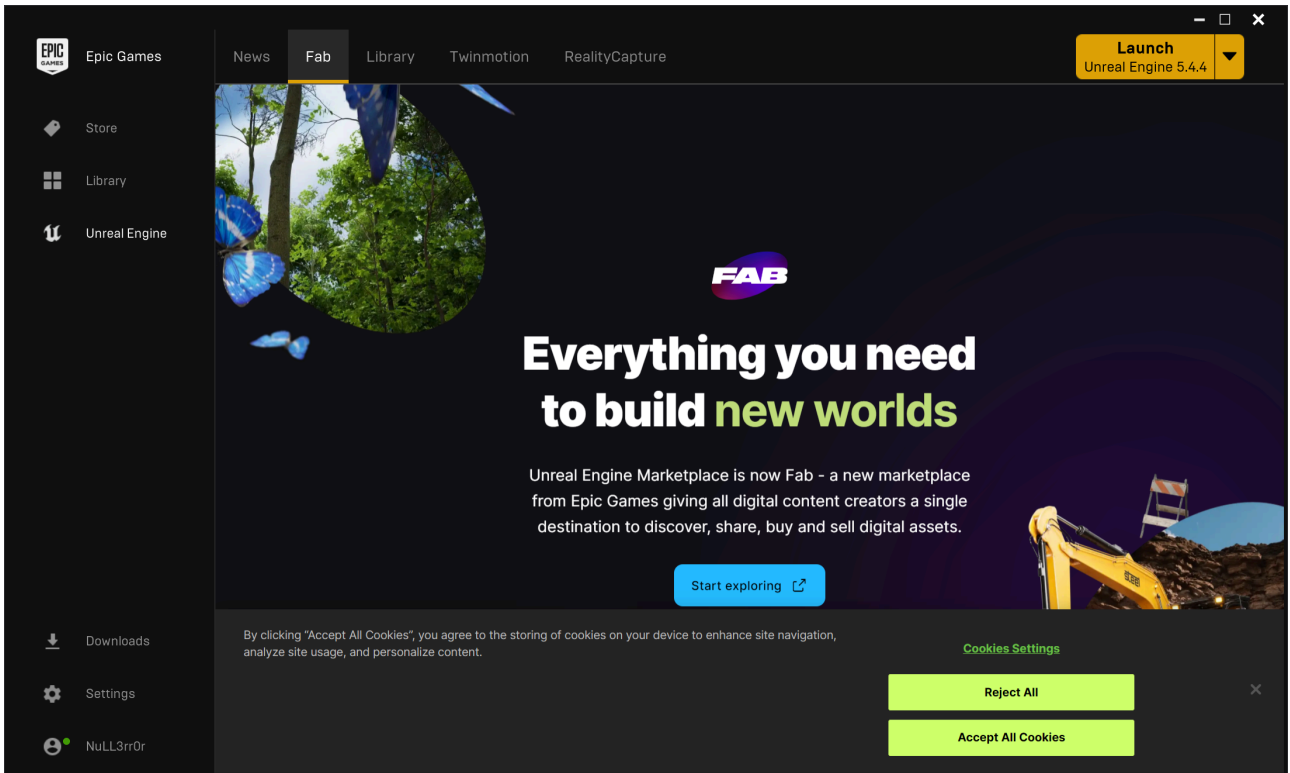 EPIC
GAMES
Epic Games
News
Fab
Library
Twinmotion
RealityCapture
Launch
Unreal Engine 5.4.4
Store
Library
Unreal Engine
FAB
Everything you need
to build new worlds
Unreal Engine Marketplace is now Fab - a new marketplace
from Epic Games giving all digital content creators a single
destination to discover, share, buy and sell digital assets.
Start exploring
Downloads
Settings
NuLL3rr0r
By clicking “Accept All Cookies”, you agree to the storing of cookies on your device to enhance site navigation,
analyze site usage, and personalize content.
Cookies Settings
Reject All
Accept All Cookies